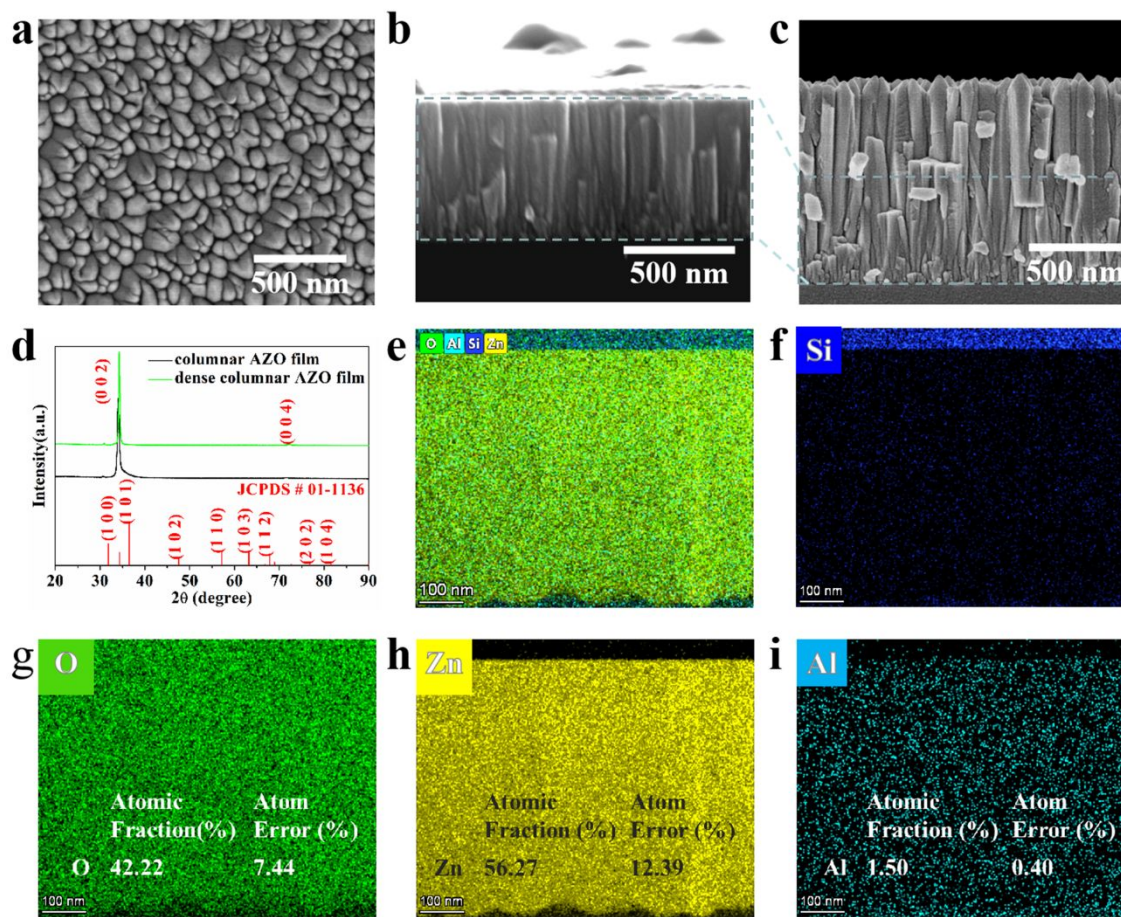 a
500 nm
b
500 nm
c
500 nm
d
Intensity(a.u.)
columnar AZO film
dense columnar AZO film
(0 0 2)
(0 0 4)
JCPDS # 01-1136
(1 0 0)
(1 0 1)
(1 0 2)
(1 1 0)
(1 0 3)
(1 1 2)
(2 0 2)
(1 0 4)
20 30 40 50 60 70 80 90
2θ (degree)
e
O Al Si Zn
100 nm
f
Si
100 nm
g
O
Atomic Atom
Fraction(%) Error (%)
O 42.22 7.44
100 nm
h
Zn
Atomic Atom
Fraction (%) Error (%)
Zn 56.27 12.39
100 nm
i
Al
Atomic Atom
Fraction (%) Error (%)
Al 1.50 0.40
100 nm